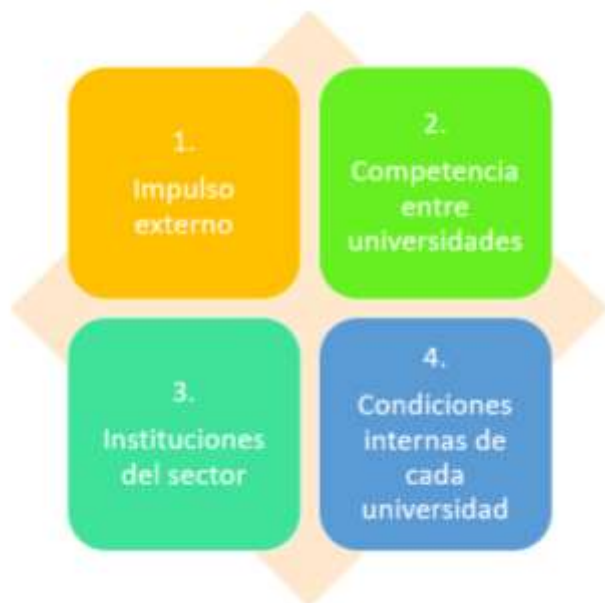 1.
Impulso
externo
2.
Competencia
entre
universidades
3.
Instituciones
del sector
4.
Condiciones
internas de
cada
universidad